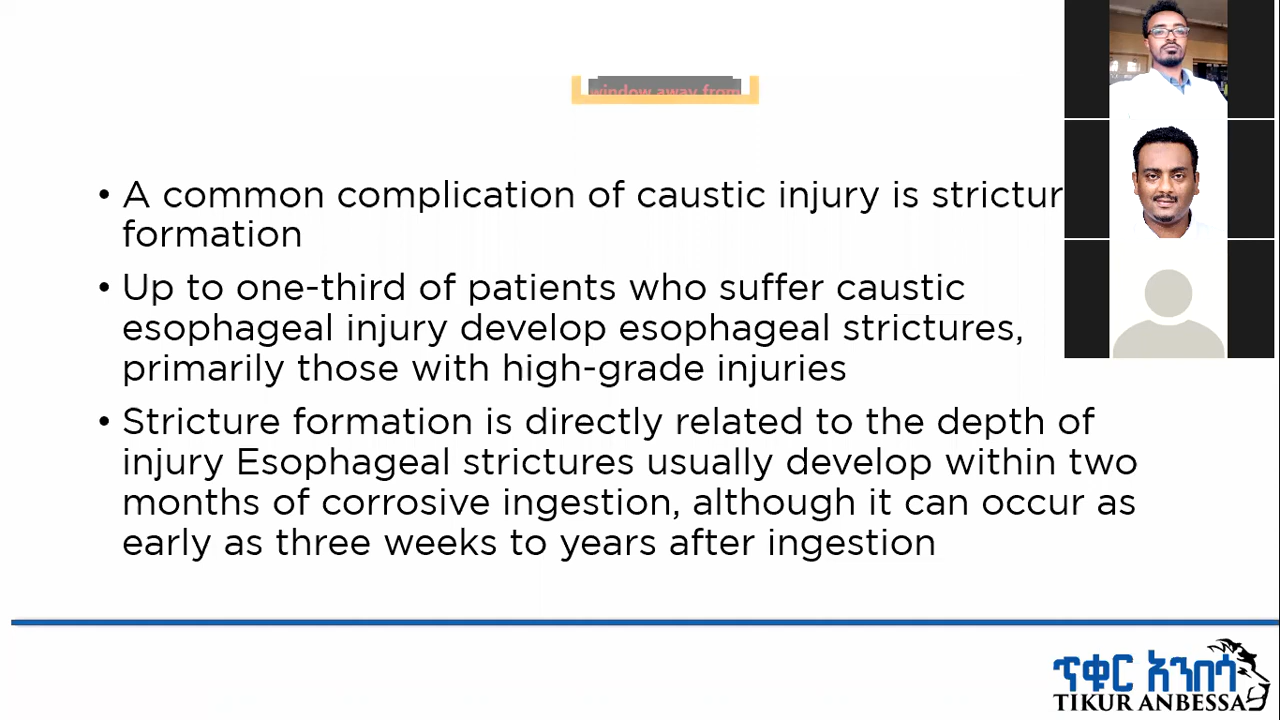 window away from
• A common complication of caustic injury is strictur
formation
• Up to one-third of patients who suffer caustic
esophageal injury develop esophageal strictures,
primarily those with high-grade injuries
• Stricture formation is directly related to the depth of
injury Esophageal strictures usually develop within two
months of corrosive ingestion, although it can occur as
early as three weeks to years after ingestion
ጥቁር አንበሳ
TIKUR ANBESSA